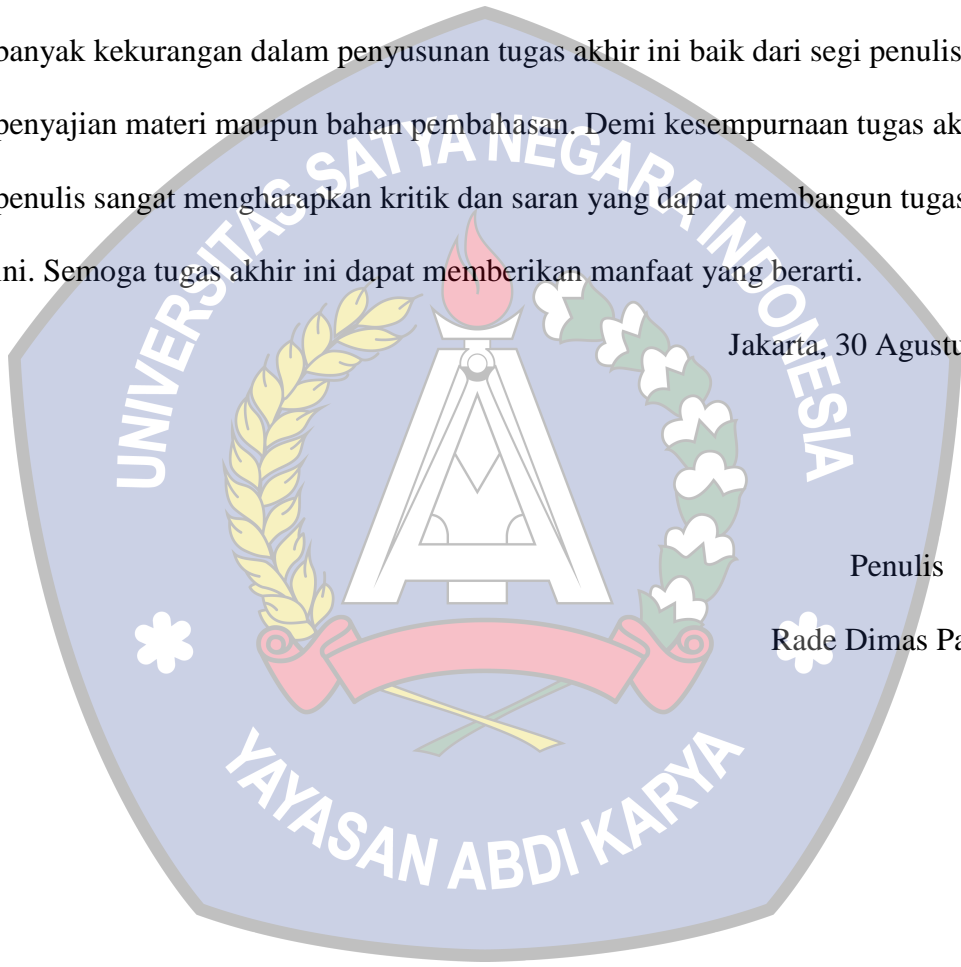 banyak kekurangan dalam penyusunan tugas akhir ini baik dari segi penulis
penyajian materi maupun bahan pembahasan. Demi kesempurnaan tugas ak
penulis sangat mengharapkan kritik dan saran yang dapat membangun tugas
ini. Semoga tugas akhir ini dapat memberikan manfaat yang berarti.
Jakarta, 30 Agustu
Penulis
Rade Dimas Pa
UNIVERSITAS SATYA NEGARA INDONESIA
YAYASAN ABDI KARYA